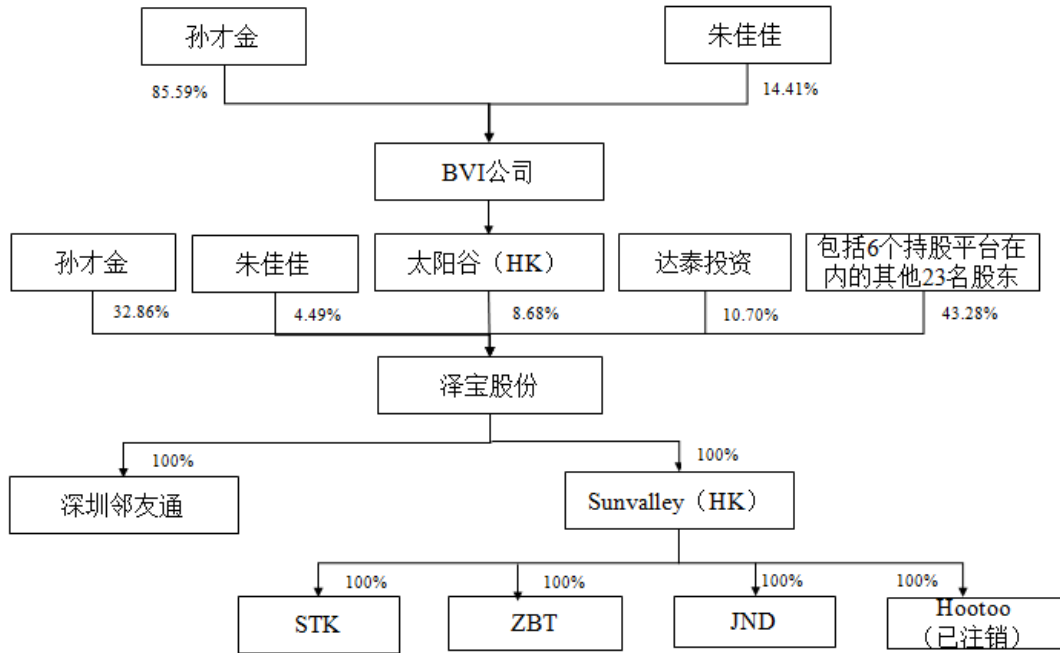 孙才金
朱佳佳
85.59%
14.41%
BVI公司
孙才金
朱佳佳
太阳谷（HK）
达泰投资
包括6个持股平台在
内的其他23名股东
32.86%
4.49%
8.68%
10.70%
43.28%
泽宝股份
100%
100%
深圳邻友通
Sunvalley（HK）
100%
100%
100%
100%
STK
ZBT
JND
Hootoo
（已注销）